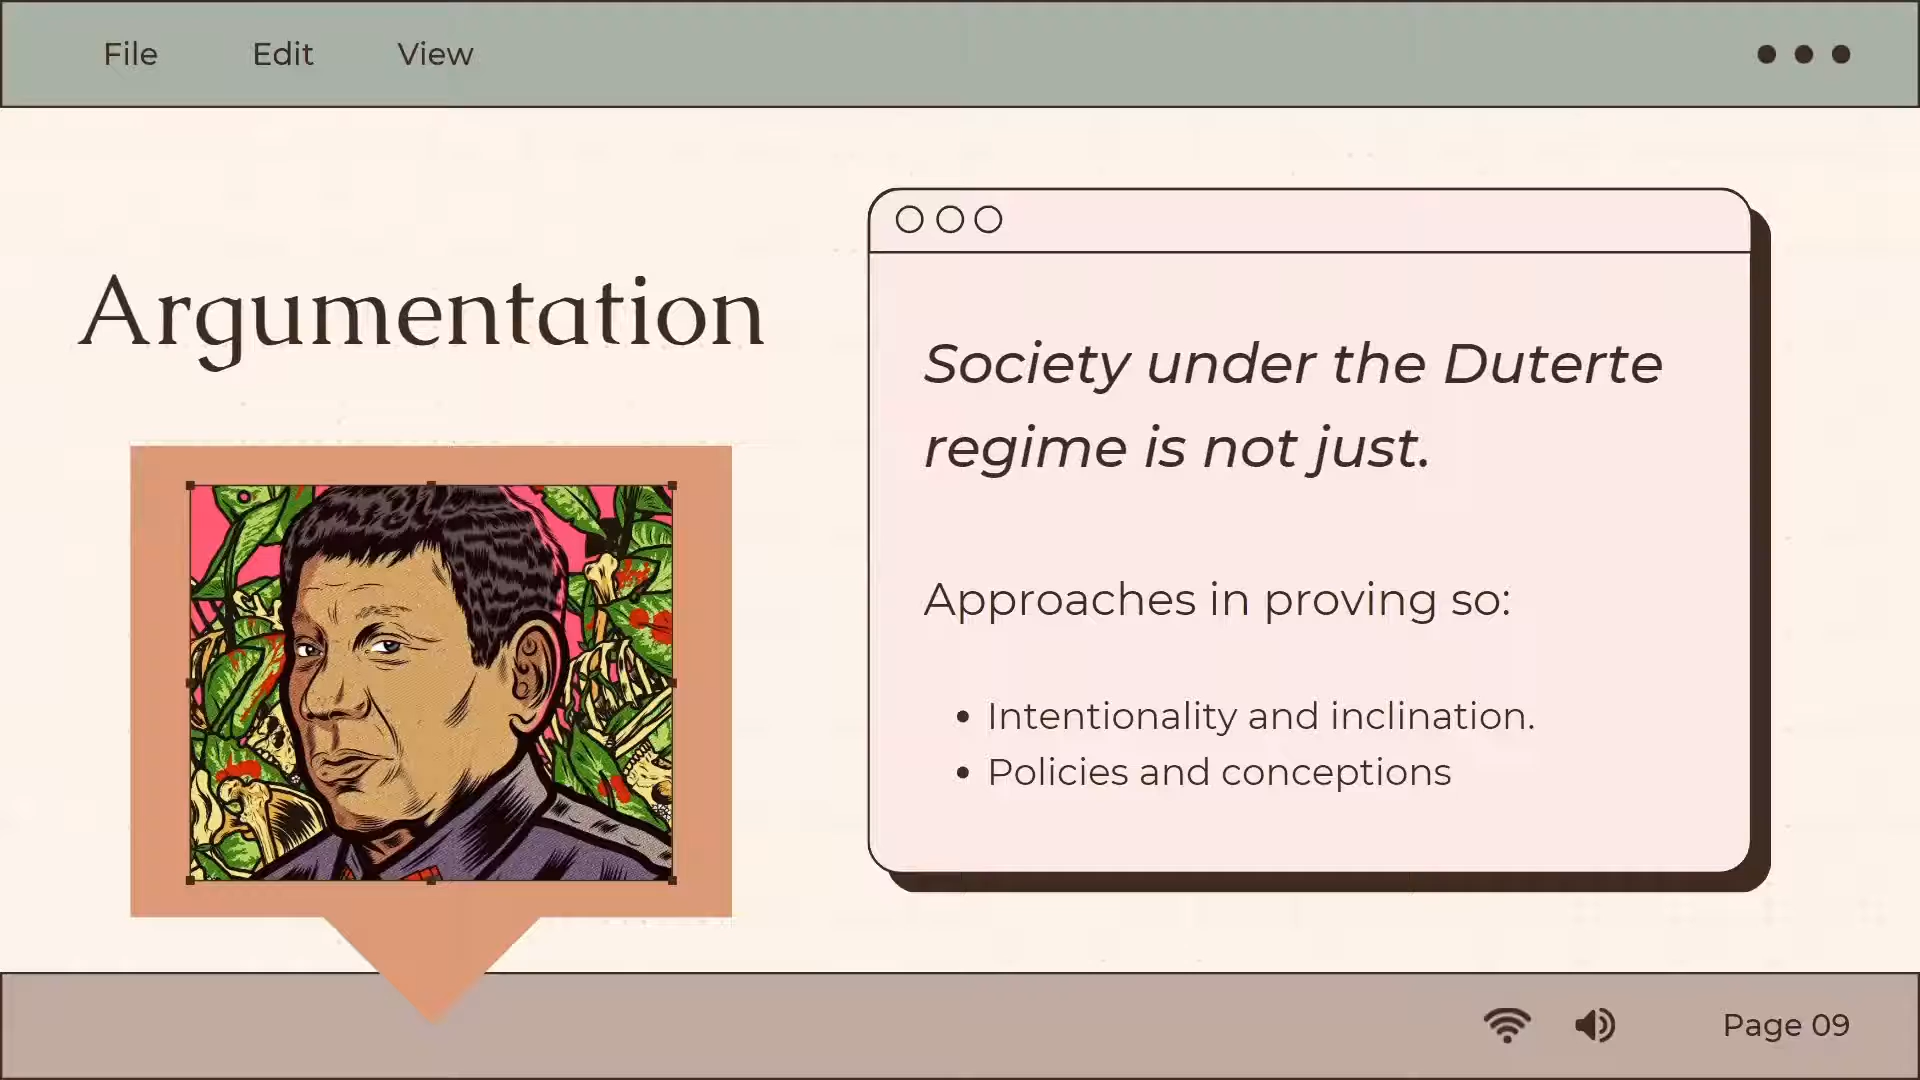 File Edit View
Argumentation
Society under the Duterte
regime is not just.
Approaches in proving so:
• Intentionality and inclination.
• Policies and conceptions
Page 09